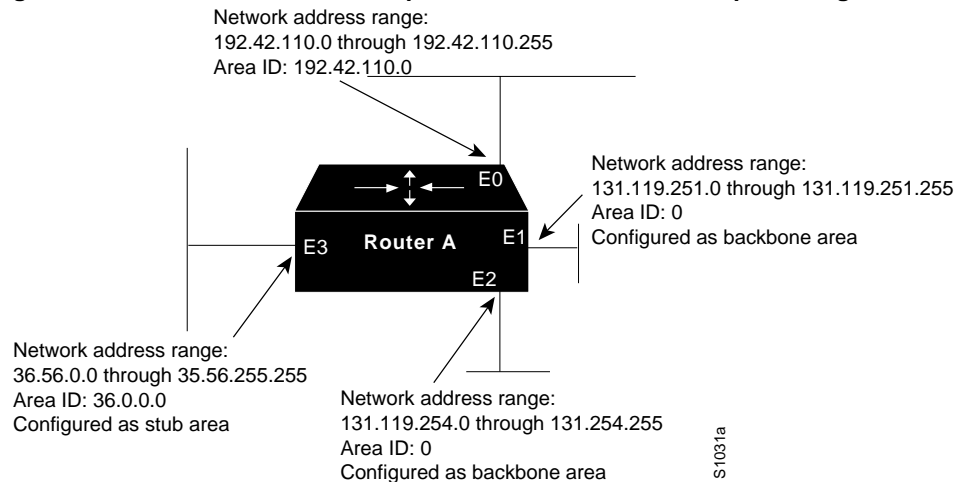 Network address range:
192.42.110.0 through 192.42.110.255
Area ID: 192.42.110.0
E0
Network address range:
131.119.251.0 through 131.119.251.255
Area ID: 0
Configured as backbone area
Router A
E1
E3
E2
Network address range:
36.56.0.0 through 35.56.255.255
Area ID: 36.0.0.0
Configured as stub area
Network address range:
131.119.254.0 through 131.254.255
Area ID: 0
Configured as backbone area
S1031a